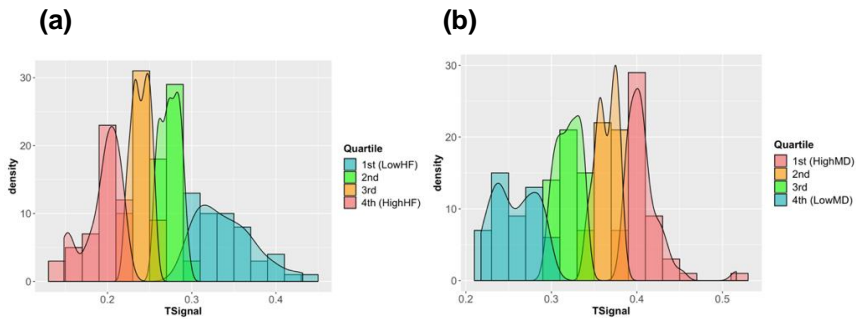 (a)
30
20
10
0
density
0.2 0.3 0.4
TSignal
Quartile
1st (LowHF)
2nd
3rd
4th (HighHF)
(b)
30
20
10
0
density
0.2 0.3 0.4 0.5
TSignal
Quartile
1st (HighMD)
2nd
3rd
4th (LowMD)